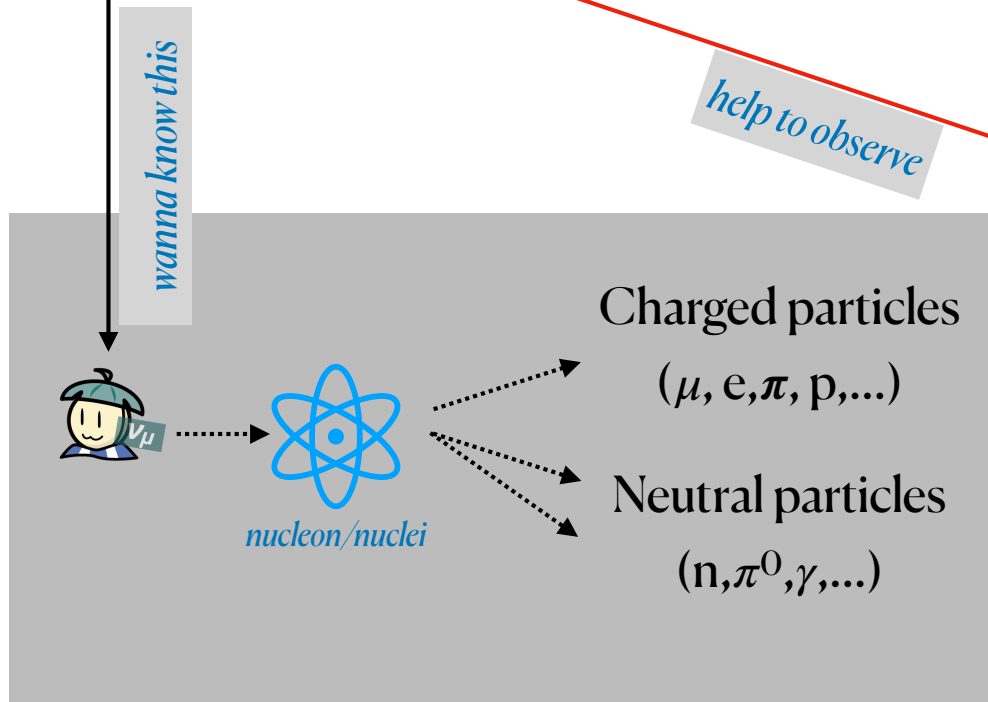 wanna know this
help to observe
Charged particles
(μ, e,π, p,...)
ν_μ
nucleon/nuclei
Neutral particles
(n,π⁰,γ,...)